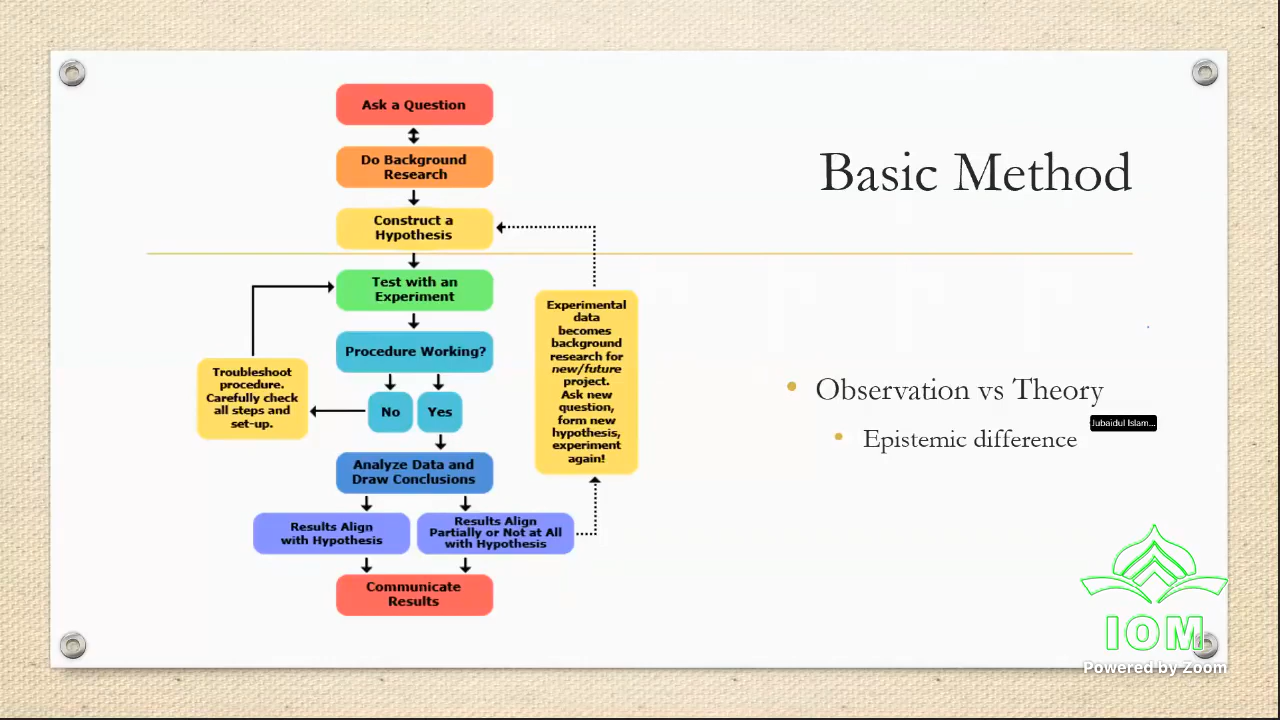 Basic Method
Ask a Question
Do Background
Research
Construct a
Hypothesis
Test with an
Experiment
Procedure Working?
No
Yes
Troubleshoot
procedure.
Carefully check
all steps and
set-up.
Analyze Data and
Draw Conclusions
Results Align
with Hypothesis
Results Align
Partially or Not at All
with Hypothesis
Communicate
Results
Experimental
data
becomes
background
research for
new/future
project.
Ask new
question,
form new
hypothesis,
experiment
again!
Observation vs Theory
Epistemic difference
Jubaidul Islam...
IOM
Powered by Zoom